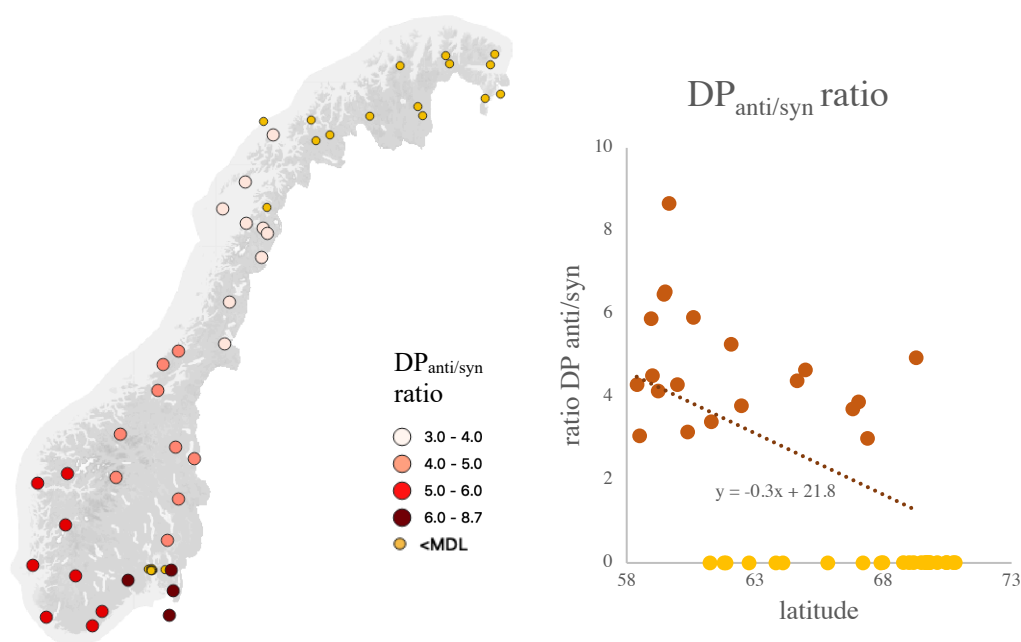 DPanti/syn
ratio
3.0 - 4.0
4.0 - 5.0
5.0 - 6.0
6.0 - 8.7
<MDL
DPanti/syn ratio
ratio DP anti/syn
10
8
6
4
2
0
y = -0.3x + 21.8
58
63
68
73
latitude